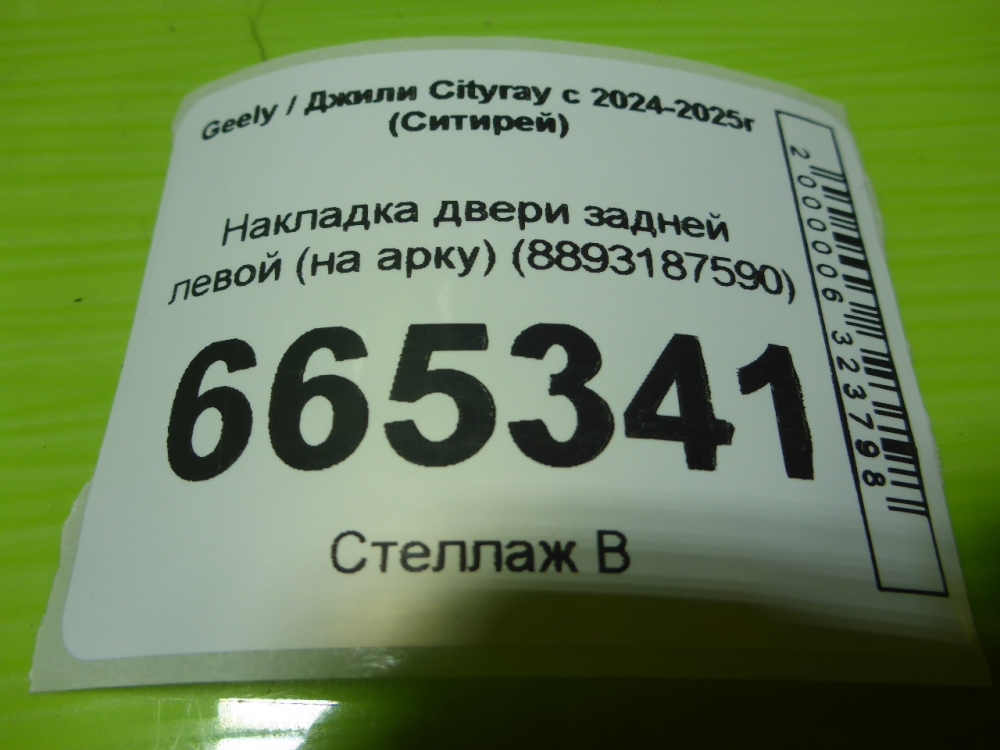 Geely / Джили Cityray с 2024-2025г
(Ситирей)
Накладка двери задней
левой (на арку) (8893187590)
665341
Стеллаж В
2000006323798